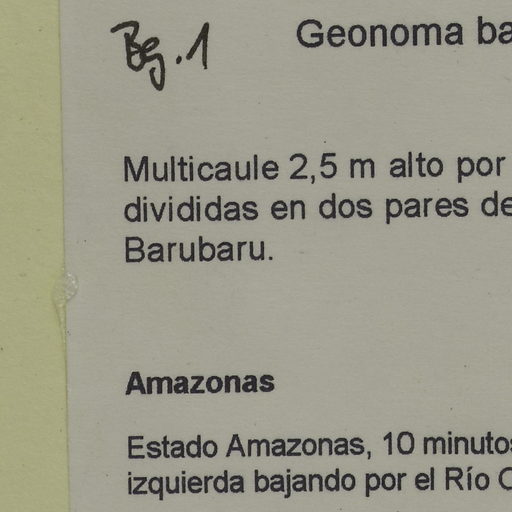 Bg. 1 Geonoma ba
Multicaule 2,5 m alto por
divididas en dos pares de
Barubaru.
Amazonas
Estado Amazonas, 10 minutos
izquierda bajando por el Río